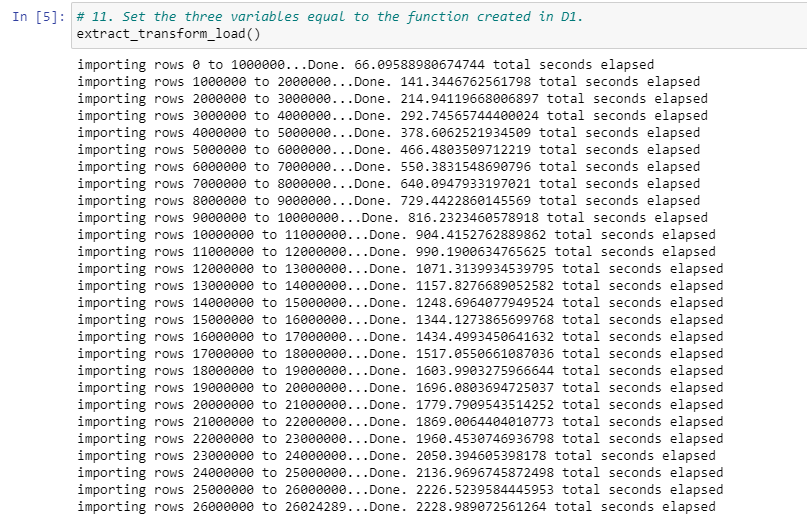 In [5]: # 11. Set the three variables equal to the function created in D1.
extract_transform_load()
importing rows 0 to 1000000...Done. 66.09588980674744 total seconds elapsed
importing rows 1000000 to 2000000...Done. 141.3446762561798 total seconds elapsed
importing rows 2000000 to 3000000...Done. 214.94119668006897 total seconds elapsed
importing rows 3000000 to 4000000...Done. 292.74565744400024 total seconds elapsed
importing rows 4000000 to 5000000...Done. 378.6062521934509 total seconds elapsed
importing rows 5000000 to 6000000...Done. 466.4803509712219 total seconds elapsed
importing rows 6000000 to 7000000...Done. 550.3831548690796 total seconds elapsed
importing rows 7000000 to 8000000...Done. 640.0947933197021 total seconds elapsed
importing rows 8000000 to 9000000...Done. 729.4422860145569 total seconds elapsed
importing rows 9000000 to 10000000...Done. 816.2323460578918 total seconds elapsed
importing rows 10000000 to 11000000...Done. 904.4152762889862 total seconds elapsed
importing rows 11000000 to 12000000...Done. 990.1900634765625 total seconds elapsed
importing rows 12000000 to 13000000...Done. 1071.3139934539795 total seconds elapsed
importing rows 13000000 to 14000000...Done. 1157.8276689052582 total seconds elapsed
importing rows 14000000 to 15000000...Done. 1248.6964077949524 total seconds elapsed
importing rows 15000000 to 16000000...Done. 1344.1273865699768 total seconds elapsed
importing rows 16000000 to 17000000...Done. 1434.4993450641632 total seconds elapsed
importing rows 17000000 to 18000000...Done. 1517.0550661087036 total seconds elapsed
importing rows 18000000 to 19000000...Done. 1603.9903275966644 total seconds elapsed
importing rows 19000000 to 20000000...Done. 1696.0803694725037 total seconds elapsed
importing rows 20000000 to 21000000...Done. 1779.7909543514252 total seconds elapsed
importing rows 21000000 to 22000000...Done. 1869.0064404010773 total seconds elapsed
importing rows 22000000 to 23000000...Done. 1960.4530746936798 total seconds elapsed
importing rows 23000000 to 24000000...Done. 2050.394605398178 total seconds elapsed
importing rows 24000000 to 25000000...Done. 2136.9696745872498 total seconds elapsed
importing rows 25000000 to 26000000...Done. 2226.5239584445953 total seconds elapsed
importing rows 26000000 to 26024289...Done. 2228.989072561264 total seconds elapsed